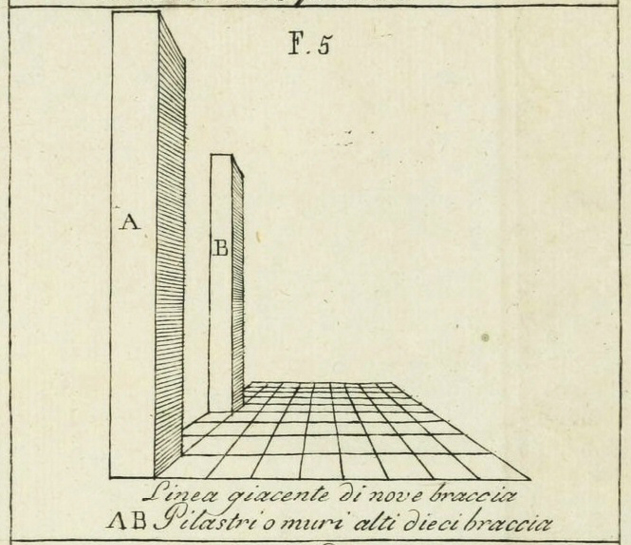 F. 5
A
B
Linea giacente di nove braccia
AB Pilastri o muri alti dieci braccia